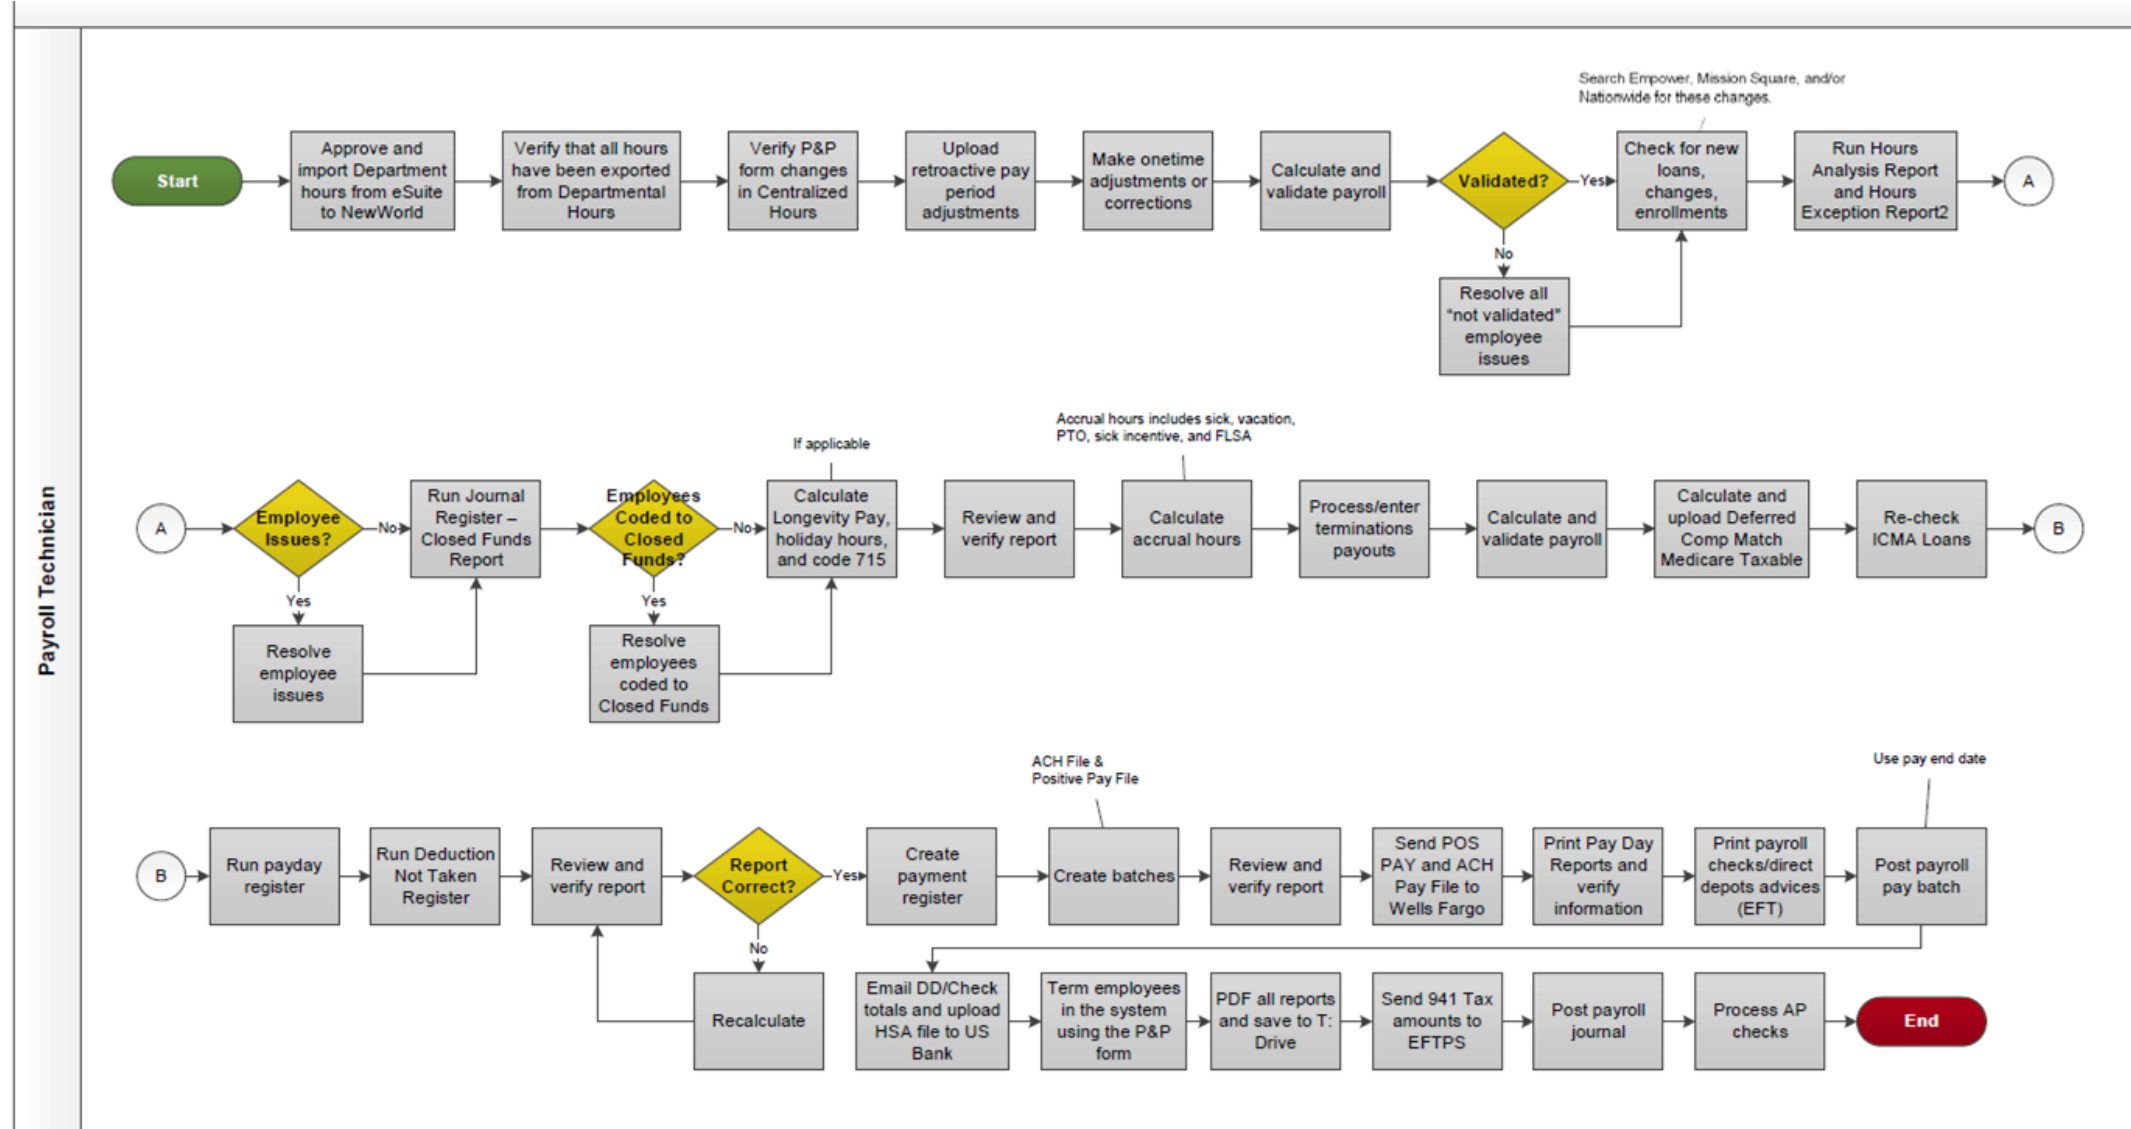 Payroll Technician
Search Empower, Mission Square, and/or
Nationwide for these changes.
Start
Approve and
import Department
hours from eSuite
to NewWorld
Verify that all hours
have been exported
from Departmental
Hours
Verify P&P
form changes
in Centralized
Hours
Upload
retroactive pay
period
adjustments
Make onetime
adjustments or
corrections
Calculate and
validate payroll
Validated?
Yes
No
Resolve all
“not validated”
employee
issues
Check for new
loans,
changes,
enrollments
Run Hours
Analysis Report
and Hours
Exception Report2
A
A
Employee
Issues?
No
Yes
Resolve
employee
issues
Run Journal
Register –
Closed Funds
Report
Employees
Coded to
Closed
Funds?
No
Yes
Resolve
employees
coded to
Closed Funds
If applicable
Calculate
Longevity Pay,
holiday hours,
and code 715
Review and
verify report
Accrual hours includes sick, vacation,
PTO, sick incentive, and FLSA
Calculate
accrual hours
Process/enter
terminations
payouts
Calculate and
validate payroll
Calculate and
upload Deferred
Comp Match
Medicare Taxable
Re-check
ICMA Loans
B
B
Run payday
register
Run Deduction
Not Taken
Register
Review and
verify report
Report
Correct?
Yes
No
Recalculate
Create
payment
register
ACH File &
Positive Pay File
Create batches
Review and
verify report
Send POS
PAY and ACH
Pay File to
Wells Fargo
Print Pay Day
Reports and
verify
information
Print payroll
checks/direct
depots advices
(EFT)
Use pay end date
Post payroll
pay batch
Email DD/Check
totals and upload
HSA file to US
Bank
Term employees
in the system
using the P&P
form
PDF all reports
and save to T:
Drive
Send 941 Tax
amounts to
EFTPS
Post payroll
journal
Process AP
checks
End